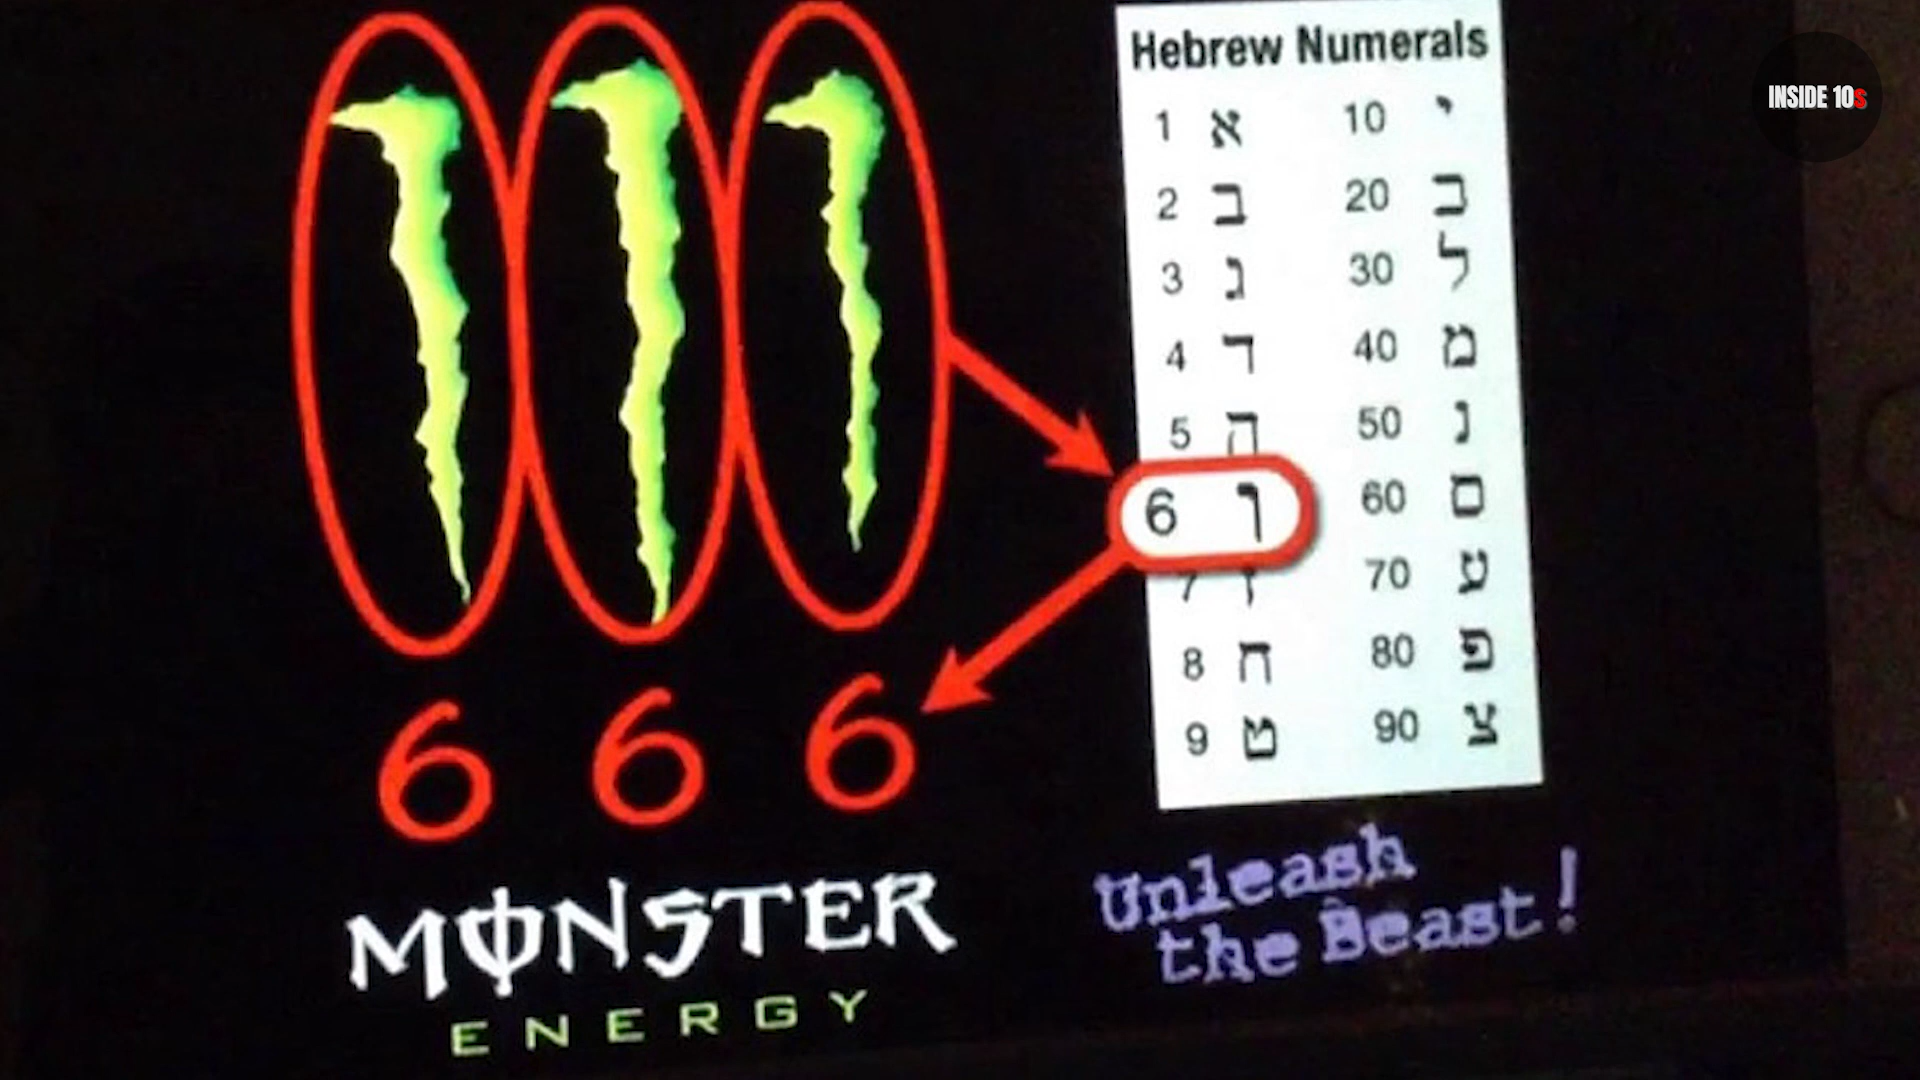 INSIDE 10s
6 6 6
MONSTER
ENERGY
Hebrew Numerals
1 א 10 י
2 ב 20 כ
3 ג 30 ל
4 ד 40 מ
5 ה 50 נ
6 ו 60 ם
7 ז 70 ע
8 ח 80 פ
9 ט 90 צ
Unleash
the Beast!